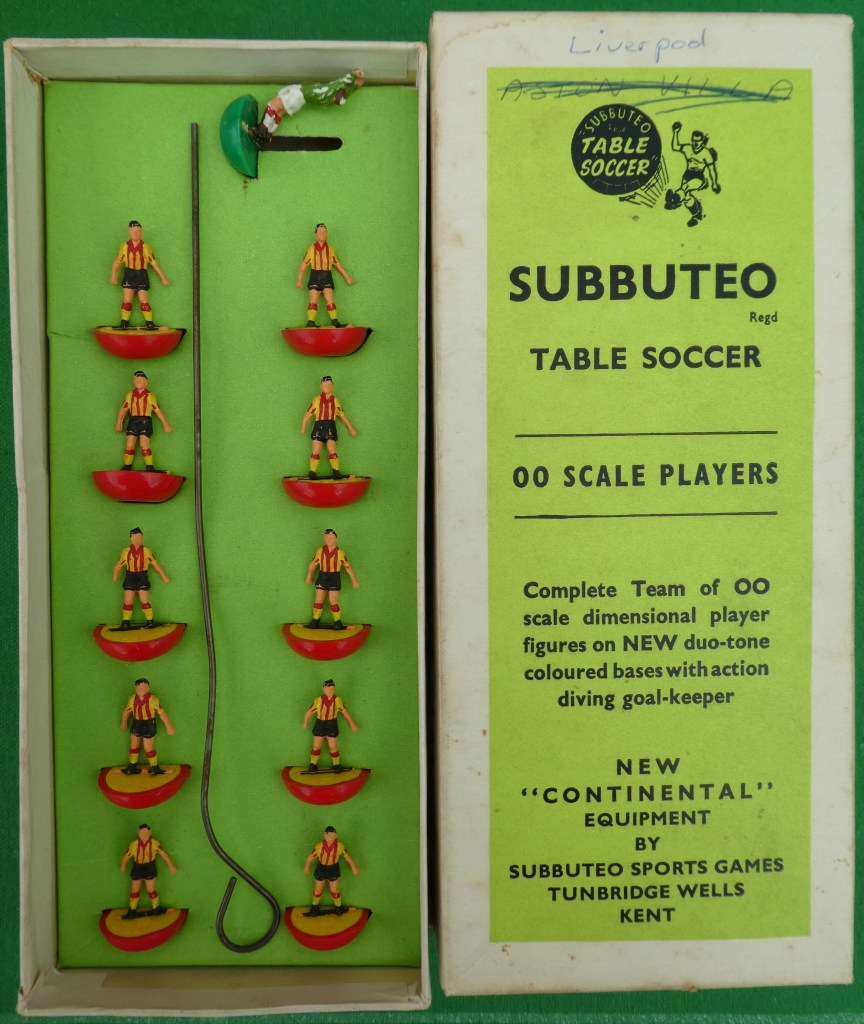 Liverpool
ASTON VILLA
"SUBBUTEO"
TABLE
SOCCER
SUBBUTEO
Regd
TABLE SOCCER
OO SCALE PLAYERS
Complete Team of OO
scale dimensional player
figures on NEW duo-tone
coloured bases with action
diving goal-keeper
NEW
"CONTINENTAL"
EQUIPMENT
BY
SUBBUTEO SPORTS GAMES
TUNBRIDGE WELLS
KENT